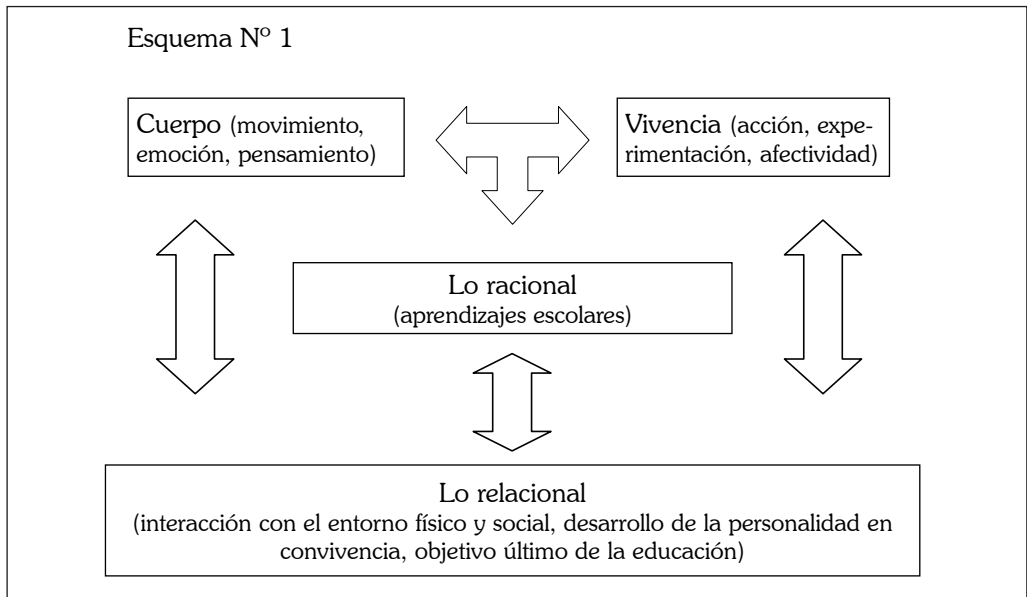 Esquema Nº 1
Cuerpo (movimiento,
emoción, pensamiento)
Vivencia (acción, expe-
rimentación, afectividad)
Lo racional
(aprendizajes escolares)
Lo relacional
(interacción con el entorno físico y social, desarrollo de la personalidad en
convivencia, objetivo último de la educación)